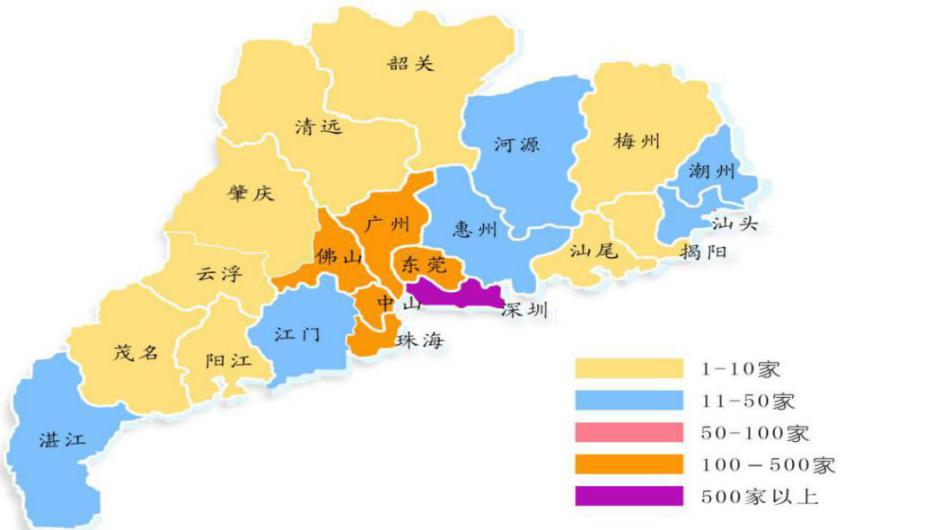 韶关
清远
河源
梅州
潮州
肇庆
广州
惠州
汕头
佛山
东莞
汕尾
揭阳
云浮
中山
深圳
江门
珠海
茂名
阳江
湛江
1-10家
11-50家
50-100家
100-500家
500家以上